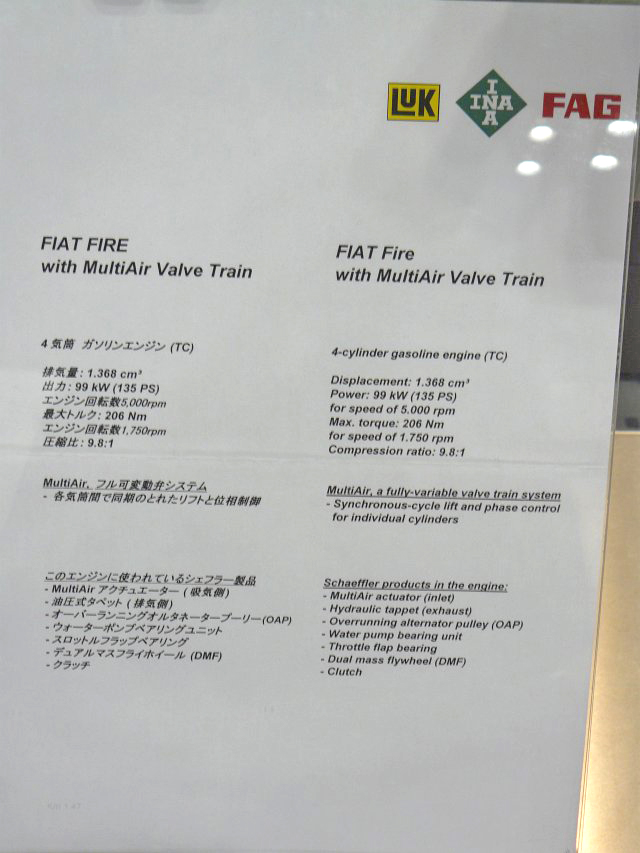 LUK
INA
FAG
FIAT FIRE
with MultiAir Valve Train
4 気筒 ガソリンエンジン (TC)
排気量: 1.368 cm³
出力: 99 kW (135 PS)
エンジン回転数5,000rpm
最大トルク: 206 Nm
エンジン回転数1,750rpm
圧縮比: 9.8:1
MultiAir, フル可変動弁システム
- 各気筒間で同期のとれたリフトと位相制御
このエンジンに使われているシェフラー製品
- MultiAir アクチュエーター ( 吸気側 )
- 油圧式タペット ( 排気側 )
- オーバーランニングオルタネータープーリー(OAP)
- ウォーターポンプベアリングユニット
- スロットルフラップベアリング
- デュアルマスフライホイール (DMF)
- クラッチ
FIAT Fire
with MultiAir Valve Train
4-cylinder gasoline engine (TC)
Displacement: 1.368 cm³
Power: 99 kW (135 PS)
for speed of 5.000 rpm
Max. torque: 206 Nm
for speed of 1.750 rpm
Compression ratio: 9.8:1
MultiAir, a fully-variable valve train system
- Synchronous-cycle lift and phase control
for individual cylinders
Schaeffler products in the engine:
- MultiAir actuator (inlet)
- Hydraulic tappet (exhaust)
- Overrunning alternator pulley (OAP)
- Water pump bearing unit
- Throttle flap bearing
- Dual mass flywheel (DMF)
- Clutch